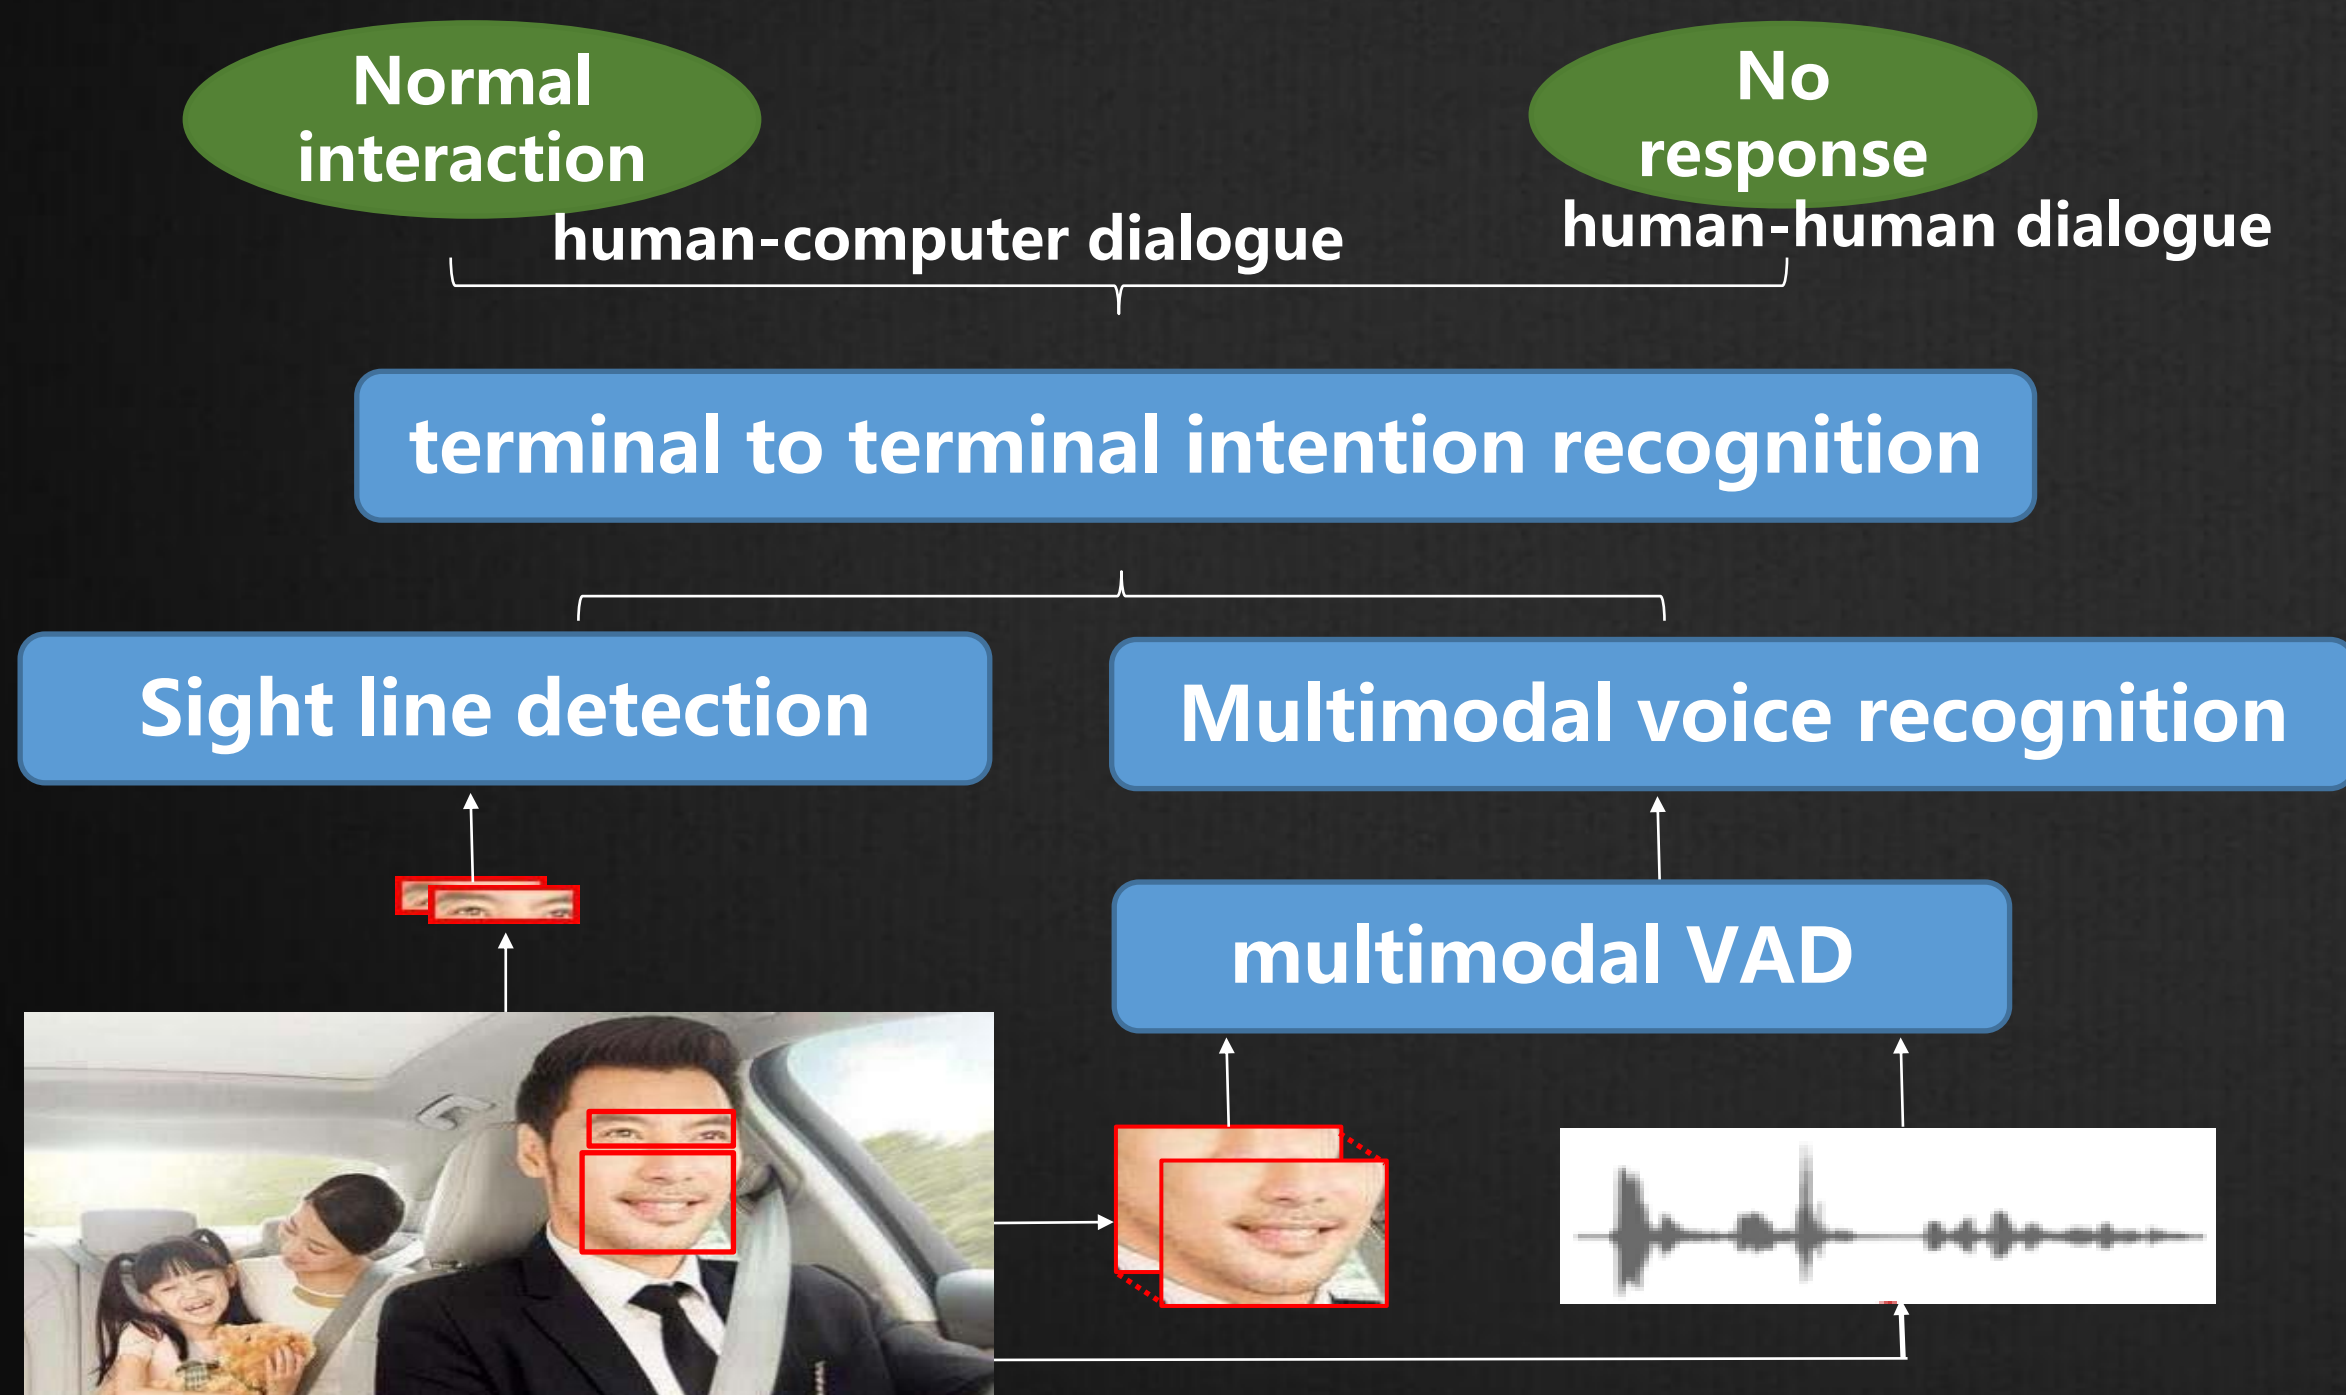 Normal
interaction
No
response
human-computer dialogue
human-human dialogue
terminal to terminal intention recognition
Sight line detection
Multimodal voice recognition
multimodal VAD